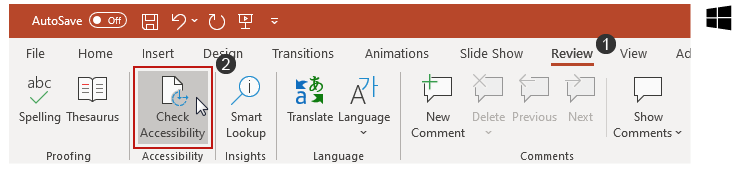 AutoSave Off
File Home Insert Design Transitions Animations Slide Show Review 1 View Ad
2
abc
Spelling Thesaurus Check Accessibility Smart Lookup Translate Language New Comment Delete Previous Next Show Comments
Proofing Accessibility Insights Language Comments